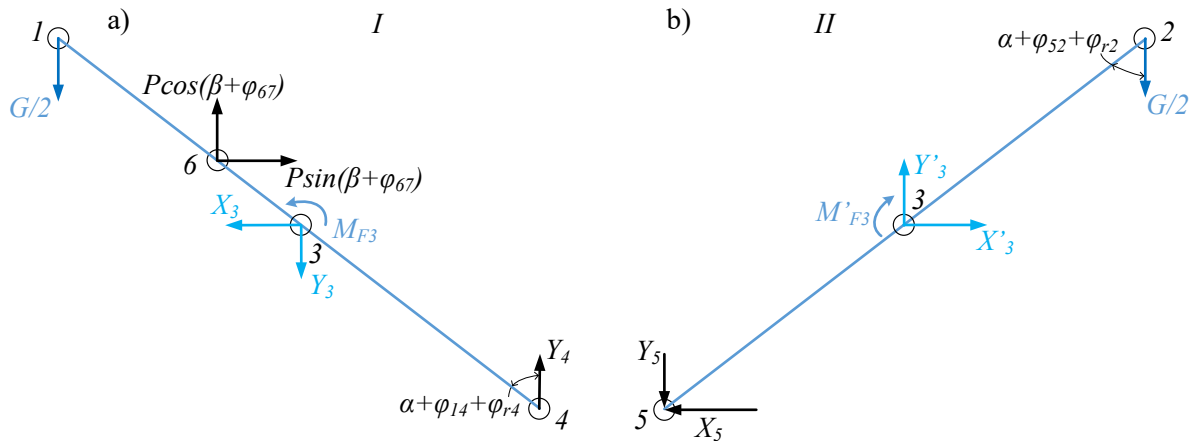 a)
I
1
G/2
Pcos(β+φ67)
6
Psin(β+φ67)
X3
MF3
3
Y3
Y4
α+φ14+φr4
4
b)
II
2
α+φ52+φr2
G/2
Y'3
3
M'F3
X'3
Y5
5
X5